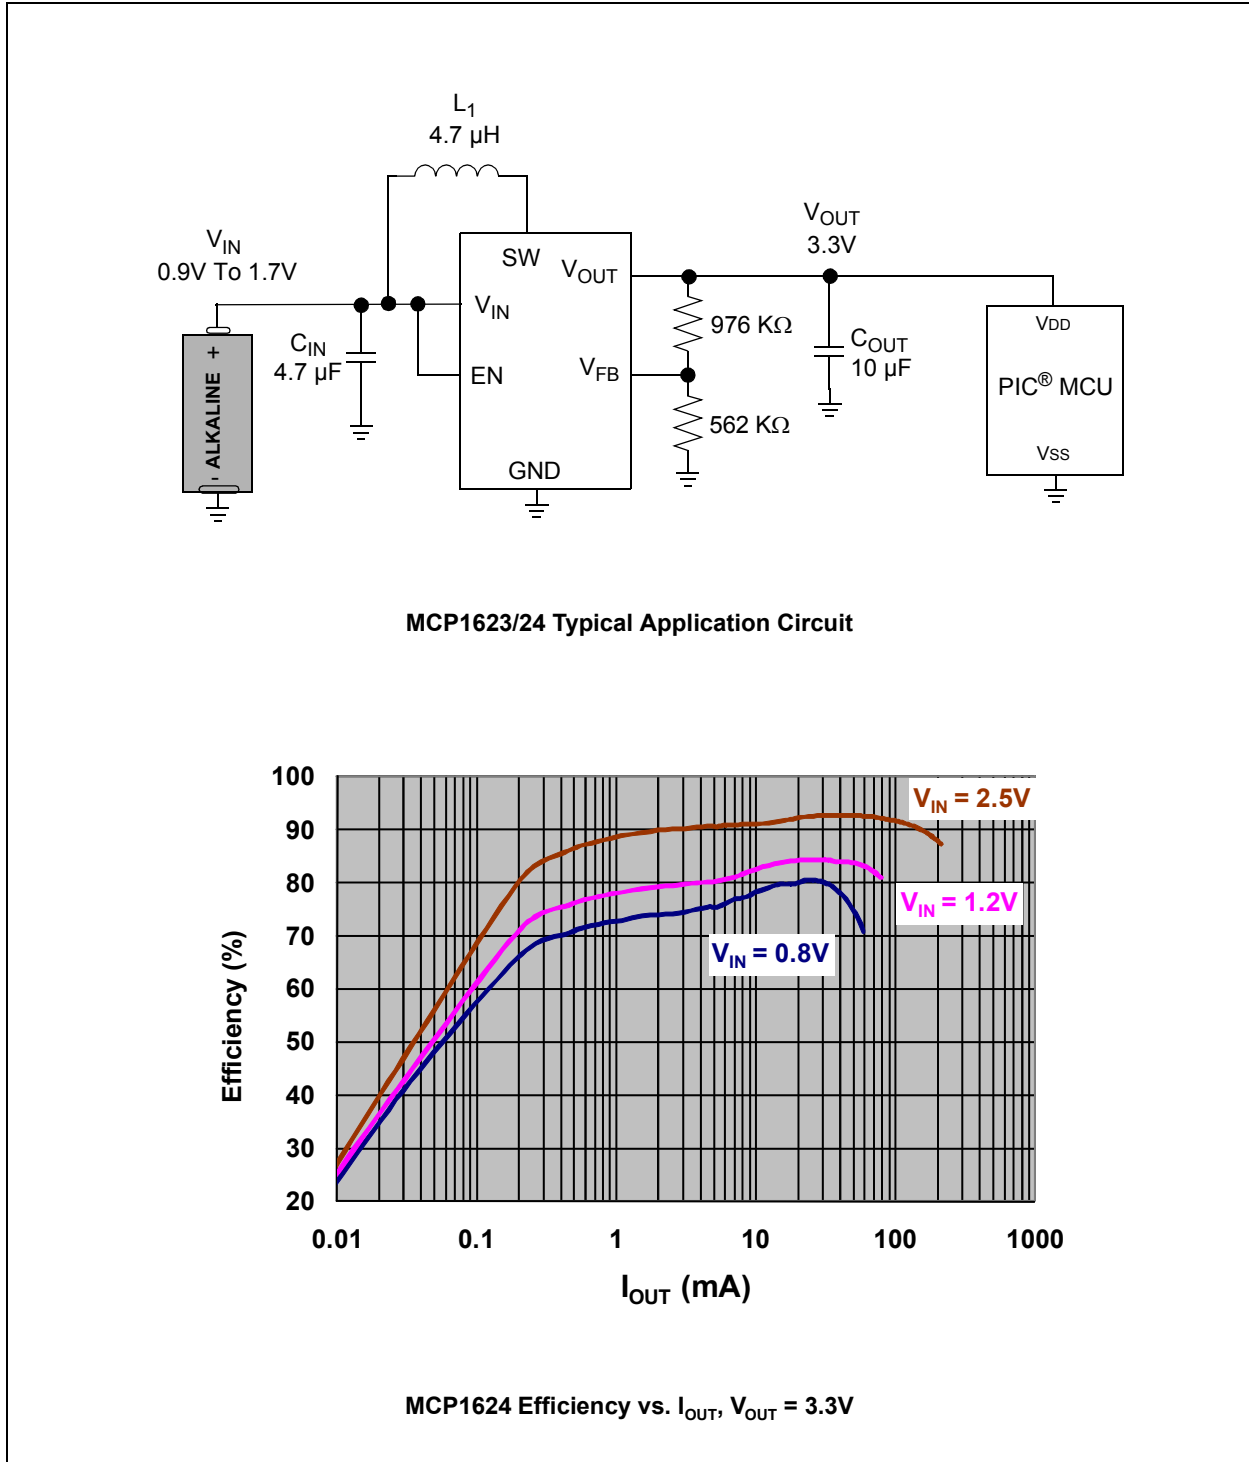 L1
4.7 µH
VIN
0.9V To 1.7V
+
ALKALINE
-
CIN
4.7 µF
SW
VOUT
VIN
EN
VFB
GND
976 KΩ
562 KΩ
VOUT
3.3V
COUT
10 µF
VDD
PIC® MCU
VSS
MCP1623/24 Typical Application Circuit
100
90
80
70
60
50
40
30
20
Efficiency (%)
VIN = 2.5V
VIN = 1.2V
VIN = 0.8V
0.01 0.1 1 10 100 1000
IOUT (mA)
MCP1624 Efficiency vs. IOUT, VOUT = 3.3V